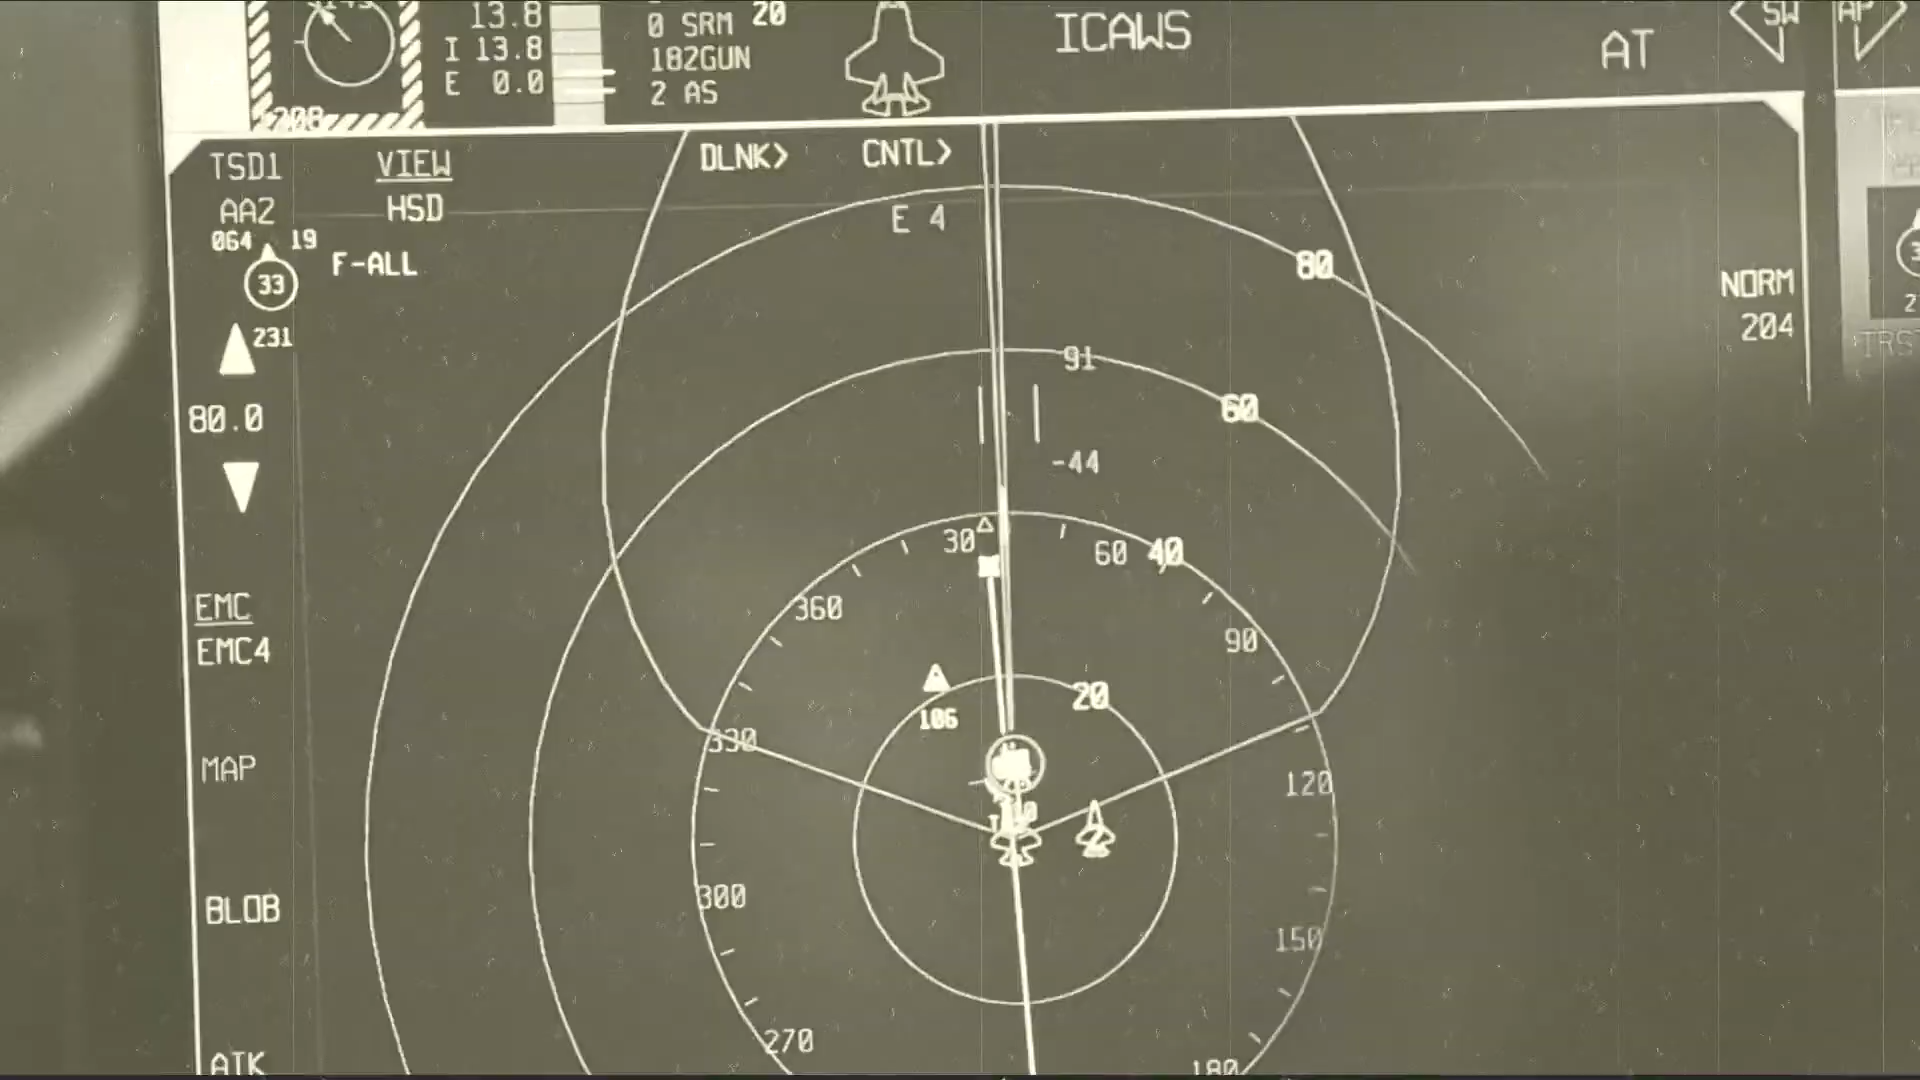 13.8
I 13.8
E 0.0
0 SRM 20
182GUN
2 AS
ICAWS
AT
SW
AP
208
TSD1
VIEW
DLNK>
CNTL>
AA2
HSD
064 19
F-ALL
33
231
E 4
80
NORM
204
80.0
91
60
-44
30
60
40
EMC
EMC4
360
90
106
20
330
MAP
120
300
BLOB
150
270
ATK
180